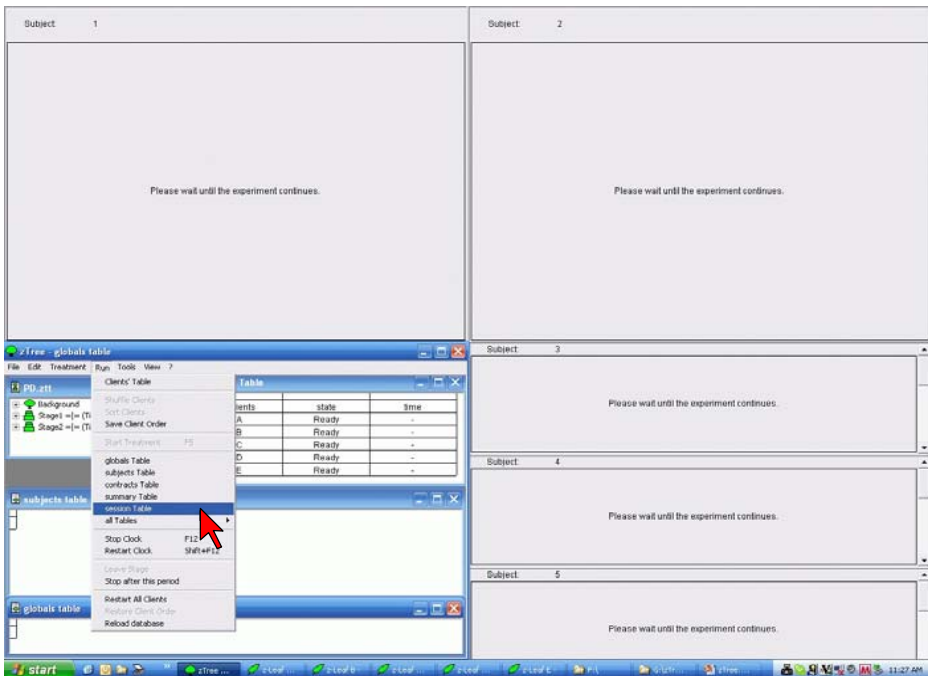 Subject 1
Please wait until the experiment continues.
Subject 2
Please wait until the experiment continues.
zTree - globals table
File Edit Treatment Run Tools View ?
PD.ztt
Background
Stage1 =|= (Ti
Stage2 =|= (Ti
Table
ients state time
A Ready -
B Ready -
C Ready -
D Ready -
E Ready -
Clients' Table
Shuffle Clients
Sort Clients
Save Client Order
Start Treatment F5
globals Table
subjects Table
contracts Table
summary Table
session Table
all Tables
Stop Clock F12
Restart Clock Shift+F12
Leave Stage
Stop after this period
Restart All Clients
Restore Client Order
Reload database
subjects table
globals table
Subject 3
Please wait until the experiment continues.
Subject 4
Please wait until the experiment continues.
Subject 5
Please wait until the experiment continues.
start zTree ... 11:27 AM